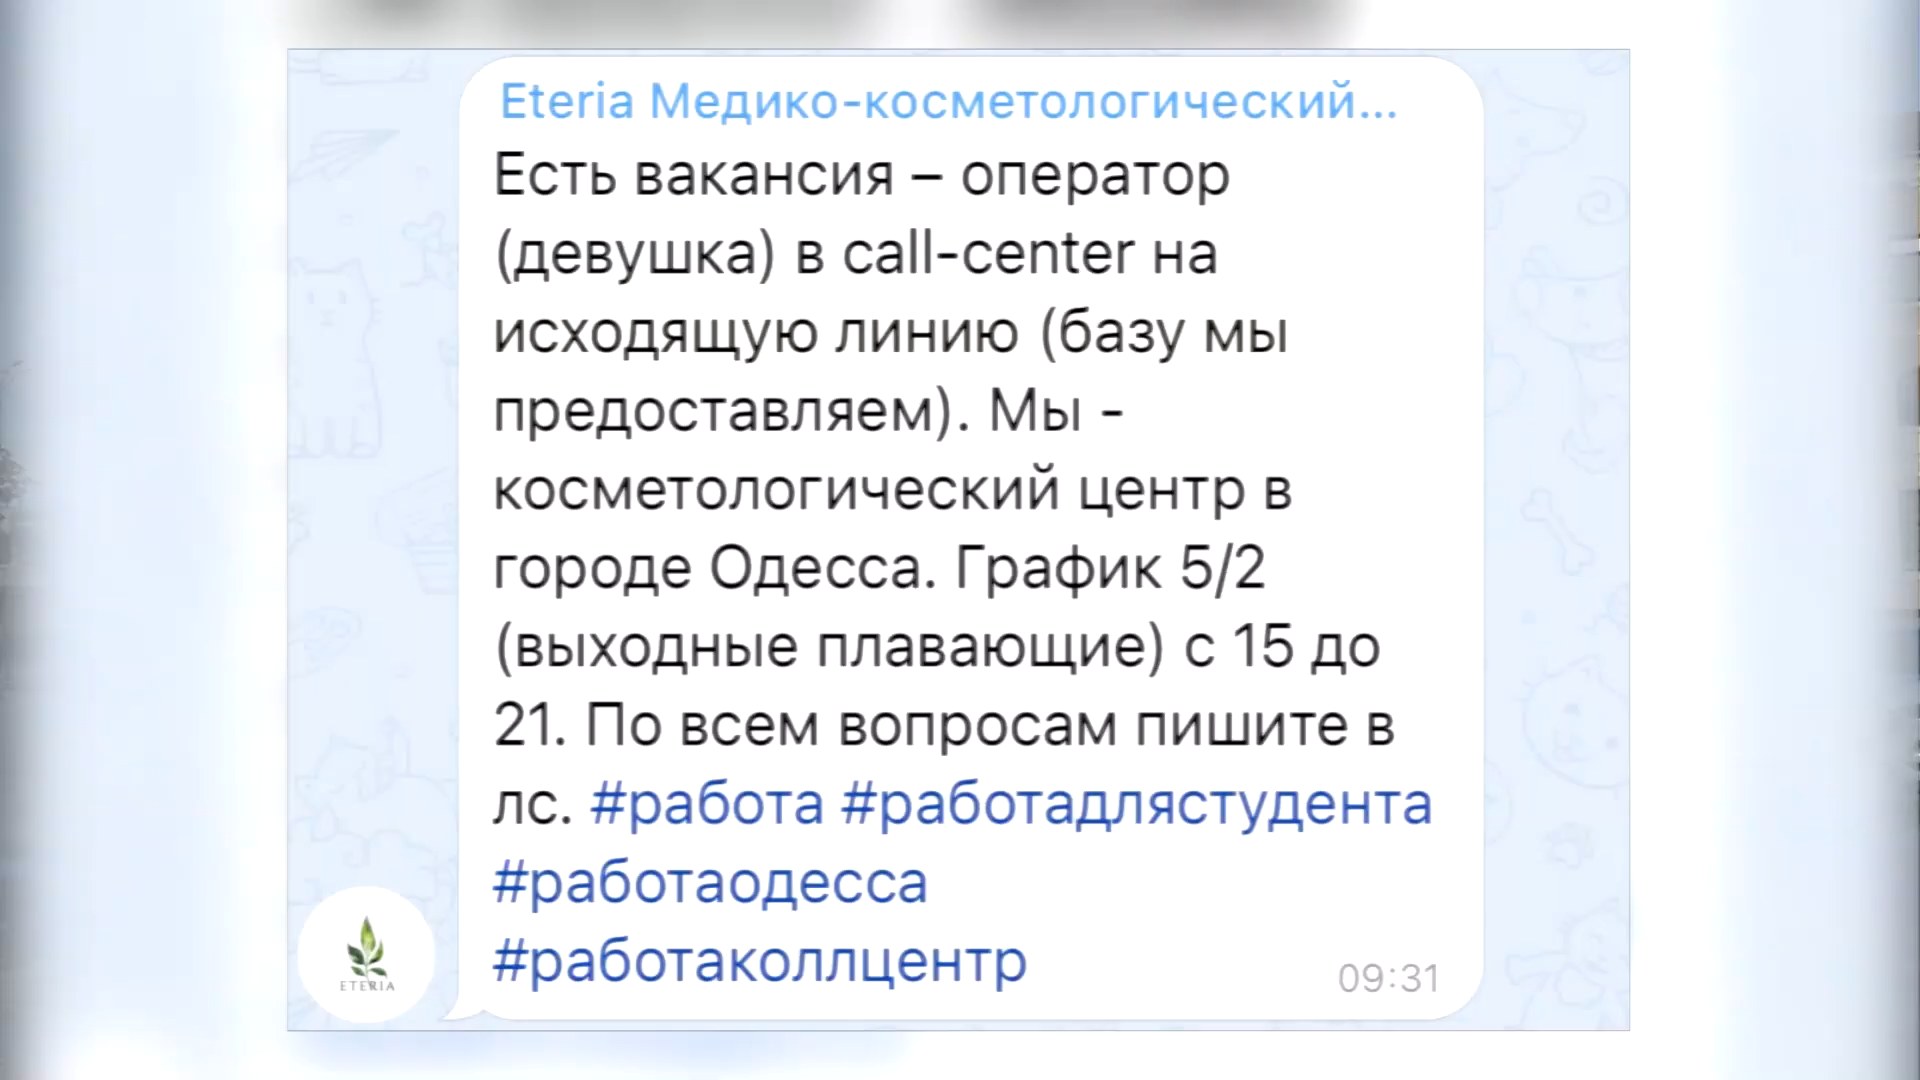 Eteria Медико-косметологический...
Есть вакансия – оператор
(девушка) в call-center на
исходящую линию (базу мы
предоставляем). Мы -
косметологический центр в
городе Одесса. График 5/2
(выходные плавающие) с 15 до
21. По всем вопросам пишите в
лс. #работа #работадлястудента
#работаодесса
#работаколлцентр
09:31
ETERIA